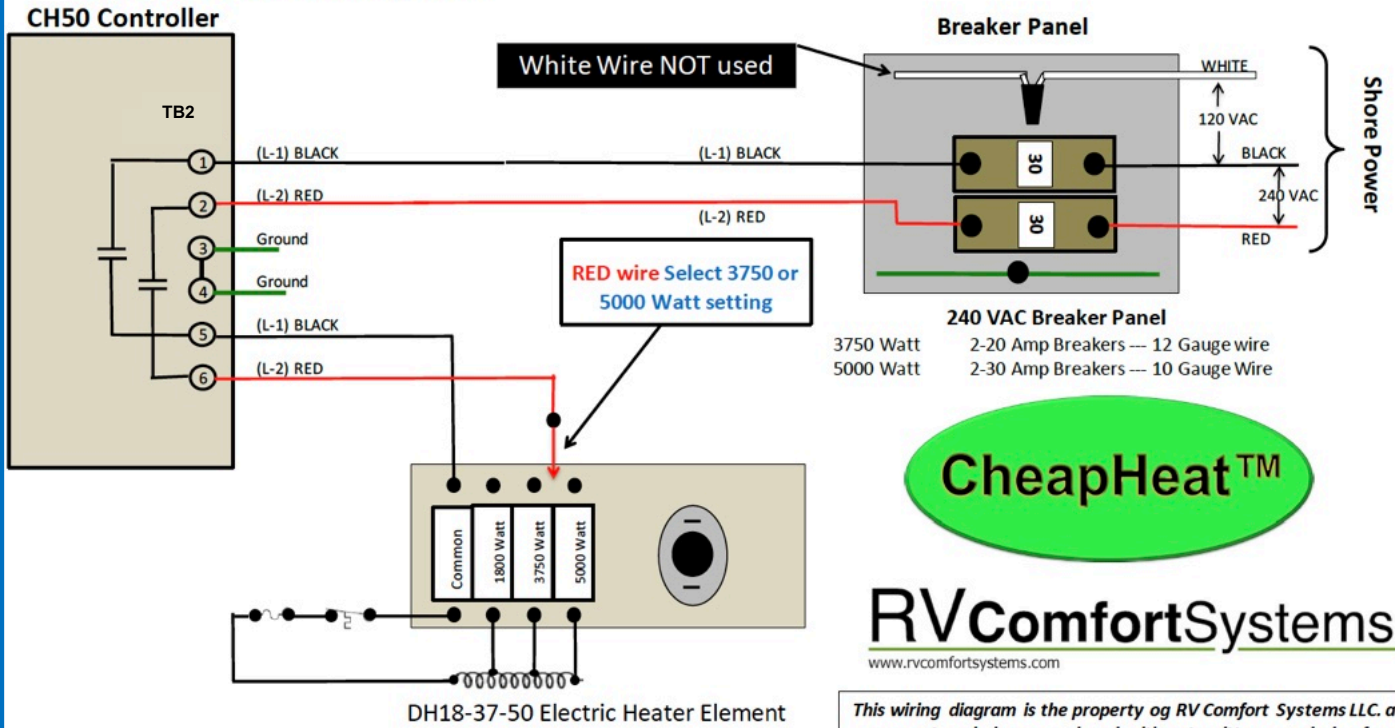 CH50 Controller
TB2
1
2
3
4
5
6
(L-1) BLACK
(L-2) RED
Ground
Ground
(L-1) BLACK
(L-2) RED
White Wire NOT used
(L-1) BLACK
(L-2) RED
Breaker Panel
30
30
WHITE
120 VAC
BLACK
240 VAC
RED
Shore Power
RED wire Select 3750 or
5000 Watt setting
240 VAC Breaker Panel
3750 Watt 2-20 Amp Breakers --- 12 Gauge wire
5000 Watt 2-30 Amp Breakers --- 10 Gauge Wire
Common
1800 Watt
3750 Watt
5000 Watt
DH18-37-50 Electric Heater Element
CheapHeat™
RVComfortSystems
www.rvcomfortsystems.com
This wiring diagram is the property og RV Comfort Systems LLC.